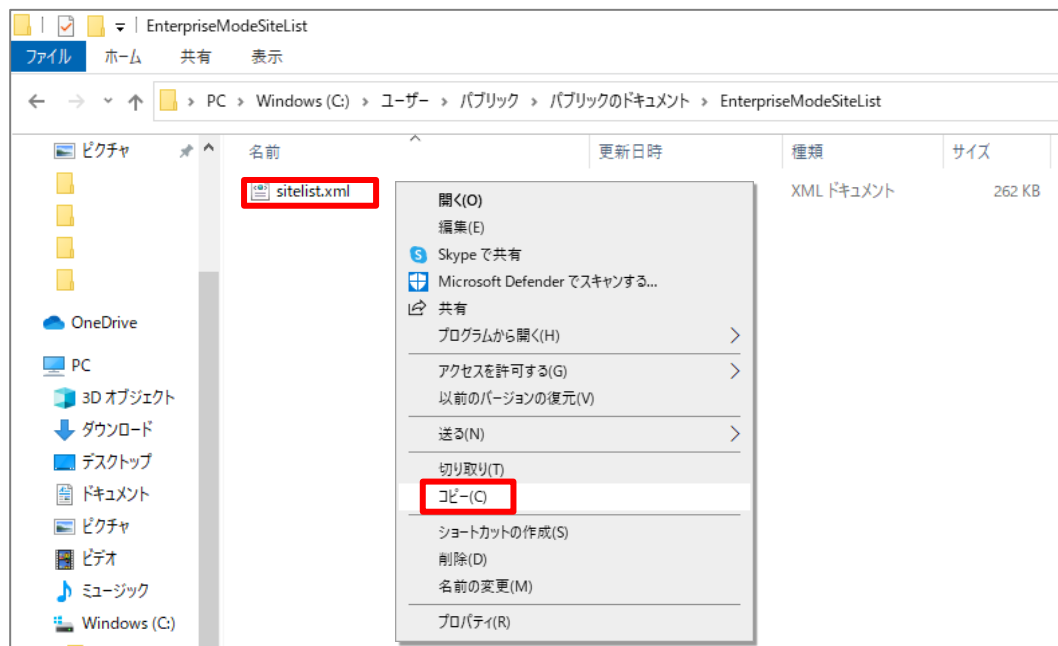 EnterpriseModeSiteList
ファイル ホーム 共有 表示
PC › Windows (C:) › ユーザー › パブリック › パブリックのドキュメント › EnterpriseModeSiteList
ピクチャ
OneDrive
PC
3D オブジェクト
ダウンロード
デスクトップ
ドキュメント
ピクチャ
ビデオ
ミュージック
Windows (C:)
名前 更新日時 種類 サイズ
sitelist.xml XML ドキュメント 262 KB
開く(O)
編集(E)
Skype で共有
Microsoft Defender でスキャンする...
共有
プログラムから開く(H)
アクセスを許可する(G)
以前のバージョンの復元(V)
送る(N)
切り取り(T)
コピー(C)
ショートカットの作成(S)
削除(D)
名前の変更(M)
プロパティ(R)